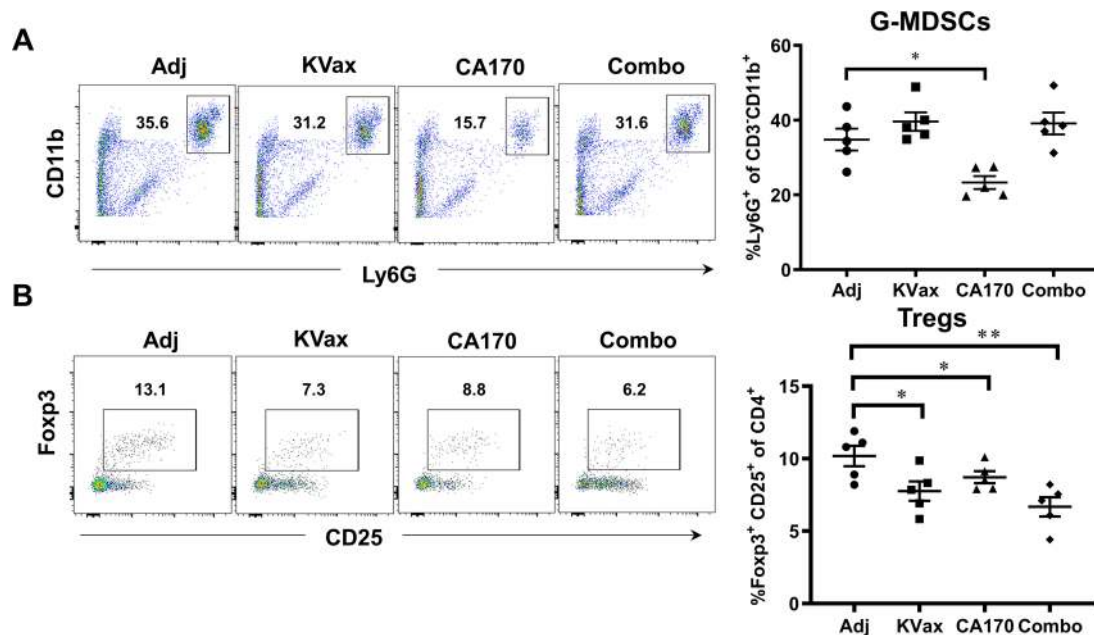 A
Adj KVax CA170 Combo
CD11b
35.6 31.2 15.7 31.6
Ly6G
G-MDSCs
*
%Ly6G+ of CD3-CD11b+
60
40
20
0
Adj KVax CA170 Combo
B
Adj KVax CA170 Combo
Foxp3
13.1 7.3 8.8 6.2
CD25
Tregs
**
*
*
%Foxp3+ CD25+ of CD4+
15
10
5
0
Adj KVax CA170 Combo